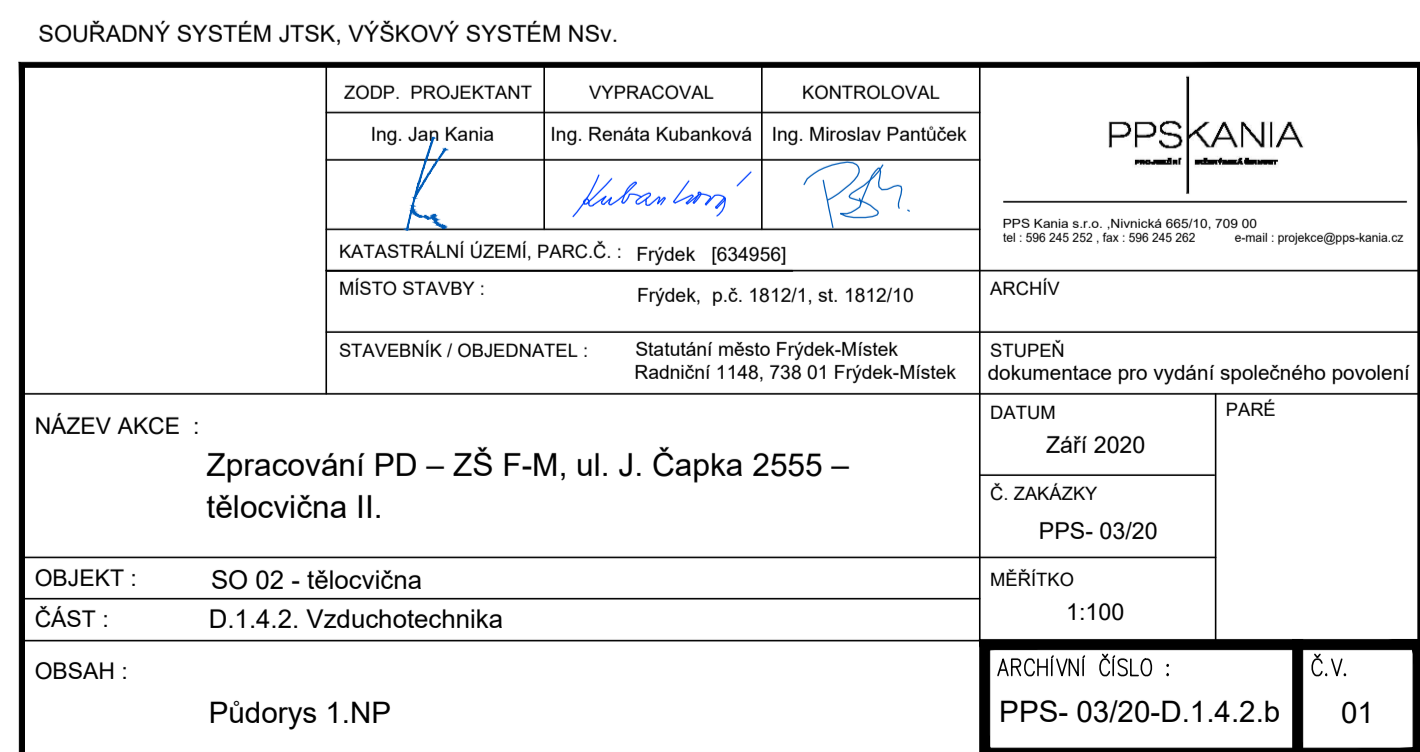 SOUŘADNÝ SYSTÉM JTSK, VÝŠKOVÝ SYSTÉM NSv.
ZODP. PROJEKTANT
VYPRACOVAL
KONTROLOVAL
Ing. Jan Kania
Ing. Renáta Kubanková
Ing. Miroslav Pantůček
Kubanková
PPSKANIA
PPS Kania s.r.o. ,Nivnická 665/10, 709 00
tel : 596 245 252 , fax : 596 245 262 e-mail : projekce@pps-kania.cz
KATASTRÁLNÍ ÚZEMÍ, PARC.Č. : Frýdek [634956]
MÍSTO STAVBY : Frýdek, p.č. 1812/1, st. 1812/10
ARCHÍV
STAVEBNÍK / OBJEDNATEL : Statutání město Frýdek-Místek
Radniční 1148, 738 01 Frýdek-Místek
STUPEŇ
dokumentace pro vydání společného povolení
NÁZEV AKCE :
Zpracování PD – ZŠ F-M, ul. J. Čapka 2555 –
tělocvična II.
DATUM
Září 2020
PARÉ
Č. ZAKÁZKY
PPS- 03/20
OBJEKT : SO 02 - tělocvična
MĚŘÍTKO
1:100
ČÁST : D.1.4.2. Vzduchotechnika
OBSAH :
Půdorys 1.NP
ARCHÍVNÍ ČÍSLO :
PPS- 03/20-D.1.4.2.b
Č.V.
01